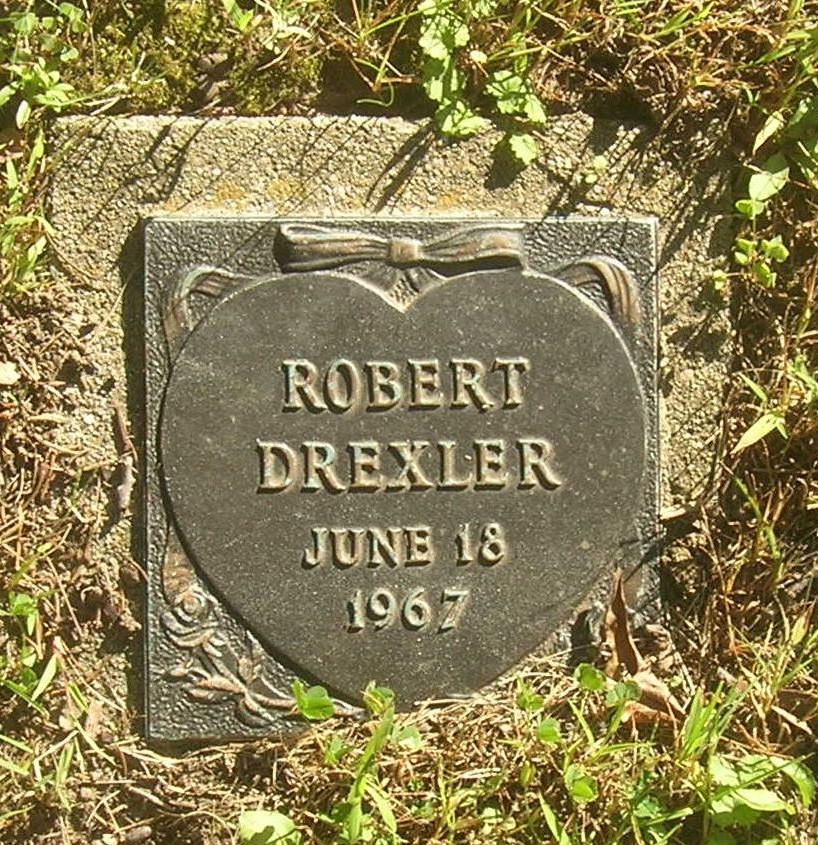 ROBERT
DREXLER
JUNE 18
1967